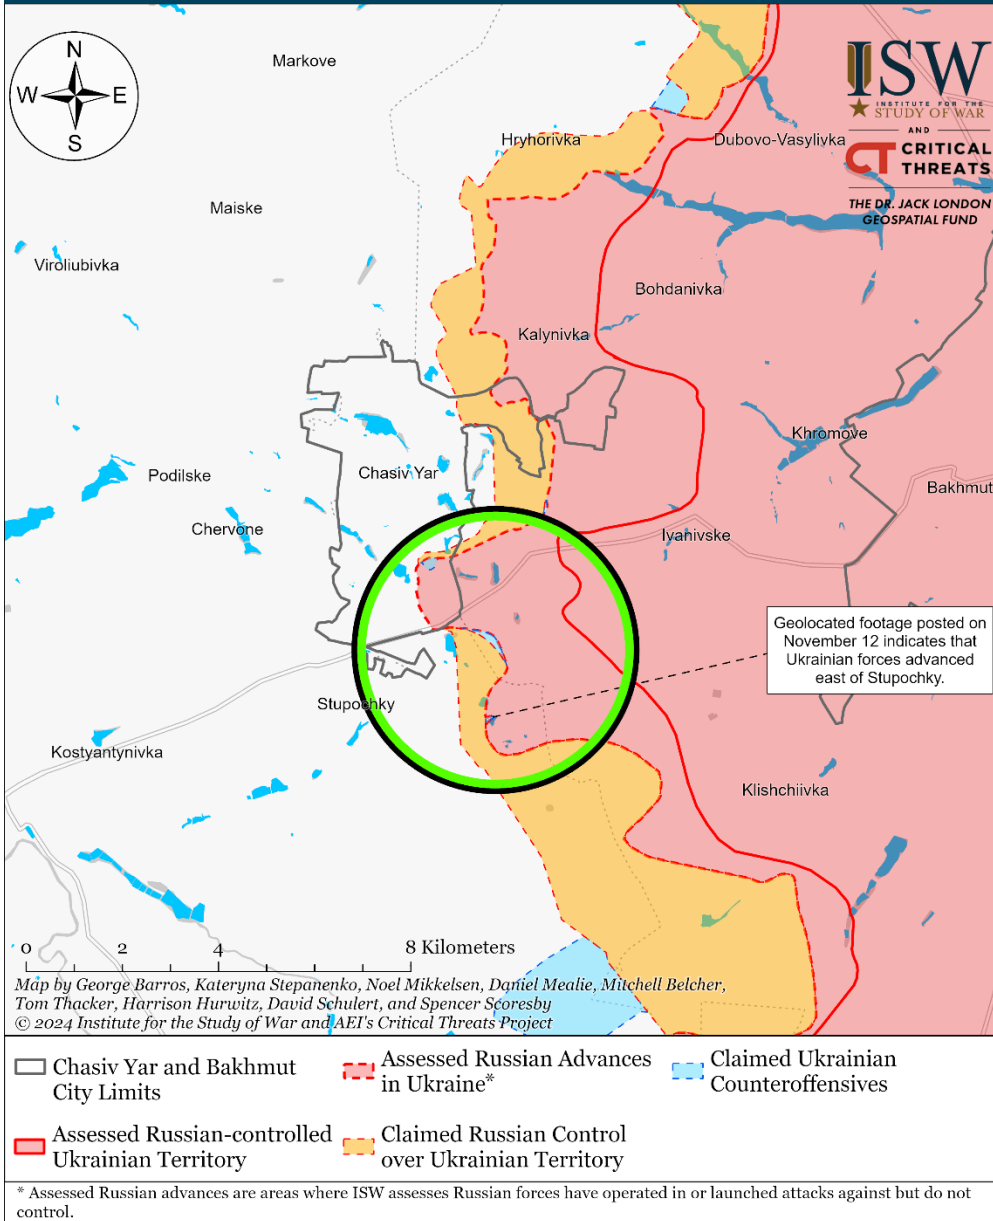 N
W
E
S
ISW
INSTITUTE FOR THE
STUDY OF WAR
AND
CT CRITICAL
THREATS
THE DR. JACK LONDON
GEOSPATIAL FUND
Markove
Hryhorivka
Dubovo-Vasylivka
Maiske
Viroliubivka
Bohdanivka
Kalynivka
Khromove
Chasiv Yar
Podilske
Bakhmut
Chervone
Ivanivske
Geolocated footage posted on
November 12 indicates that
Ukrainian forces advanced
east of Stupochky.
Stupochky
Kostyantynivka
Klishchiivka
0 2 4 8 Kilometers
Map by George Barros, Kateryna Stepanenko, Noel Mikkelsen, Daniel Mealie, Mitchell Belcher,
Tom Thacker, Harrison Hurwitz, David Schulert, and Spencer Scoresby
© 2024 Institute for the Study of War and AEI's Critical Threats Project
Chasiv Yar and Bakhmut
City Limits
Assessed Russian Advances
in Ukraine*
Claimed Ukrainian
Counteroffensives
Assessed Russian-controlled
Ukrainian Territory
Claimed Russian Control
over Ukrainian Territory
* Assessed Russian advances are areas where ISW assesses Russian forces have operated in or launched attacks against but do not
control.